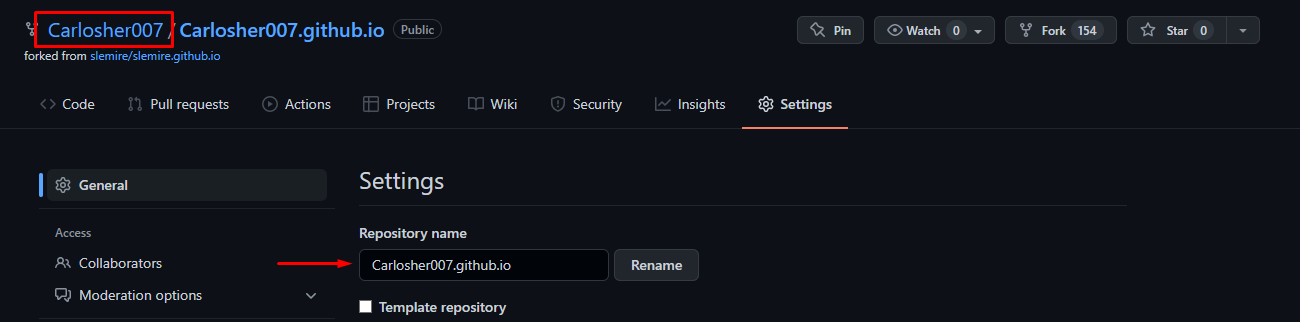 Carlosher007 / Carlosher007.github.io Public Pin Watch 0 Fork 154 Star 0
forked from slemire/slemire.github.io
Code Pull requests Actions Projects Wiki Security Insights Settings
General
Settings
Access
Repository name
Collaborators
Carlosher007.github.io Rename
Moderation options
Template repository